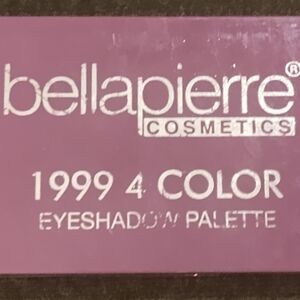 bellapierre®
COSMETICS
1999 4 COLOR
EYESHADOW PALETTE